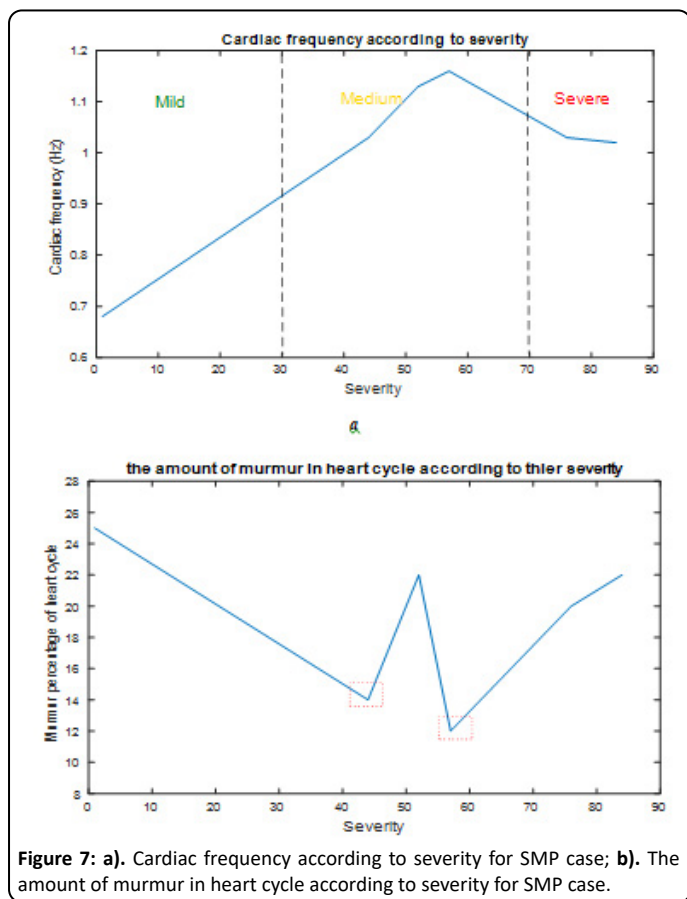 Cardiac frequency according to severity
1.2
1.1
1
0.9
0.8
0.7
0.6
Cardiac frequency (Hz)
Mild
Medium
Severe
0 10 20 30 40 50 60 70 80 90
Severity
the amount of murmur in heart cycle according to thier severity
28
26
24
22
20
18
16
14
12
10
8
Murmur percentage of heart cycle
0 10 20 30 40 50 60 70 80 90
Severity
Figure 7: a). Cardiac frequency according to severity for SMP case; b). The
amount of murmur in heart cycle according to severity for SMP case.